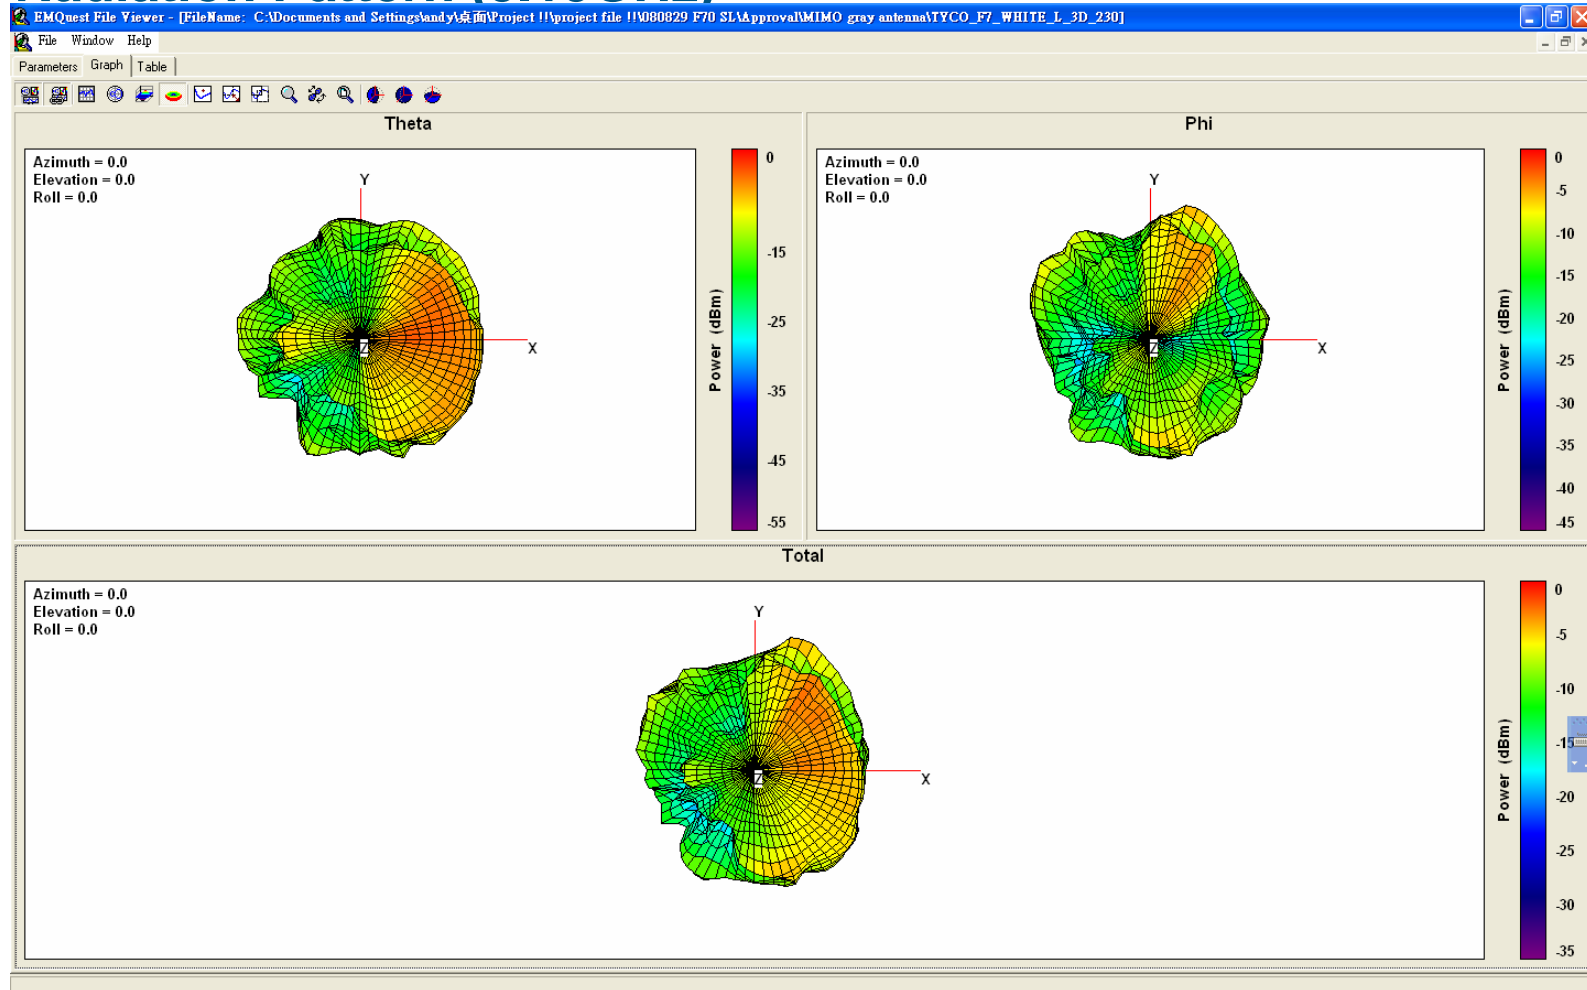 EMQuest File Viewer - [FileName: C:\Documents and Settings\andy\桌面\Project !!\project file !!\080829 F70 SL\Approval\MIMO gray antenna\TYCO_F7_WHITE_L_3D_230]
File Window Help
Parameters Graph Table
Theta
Azimuth = 0.0
Elevation = 0.0
Roll = 0.0
Y
X
Z
0
-15
-25
-35
-45
-55
Power (dBm)
Phi
Azimuth = 0.0
Elevation = 0.0
Roll = 0.0
Y
X
Z
0
-5
-10
-15
-20
-25
-30
-35
-40
-45
Power (dBm)
Total
Azimuth = 0.0
Elevation = 0.0
Roll = 0.0
Y
X
Z
0
-5
-10
-15
-20
-25
-30
-35
Power (dBm)